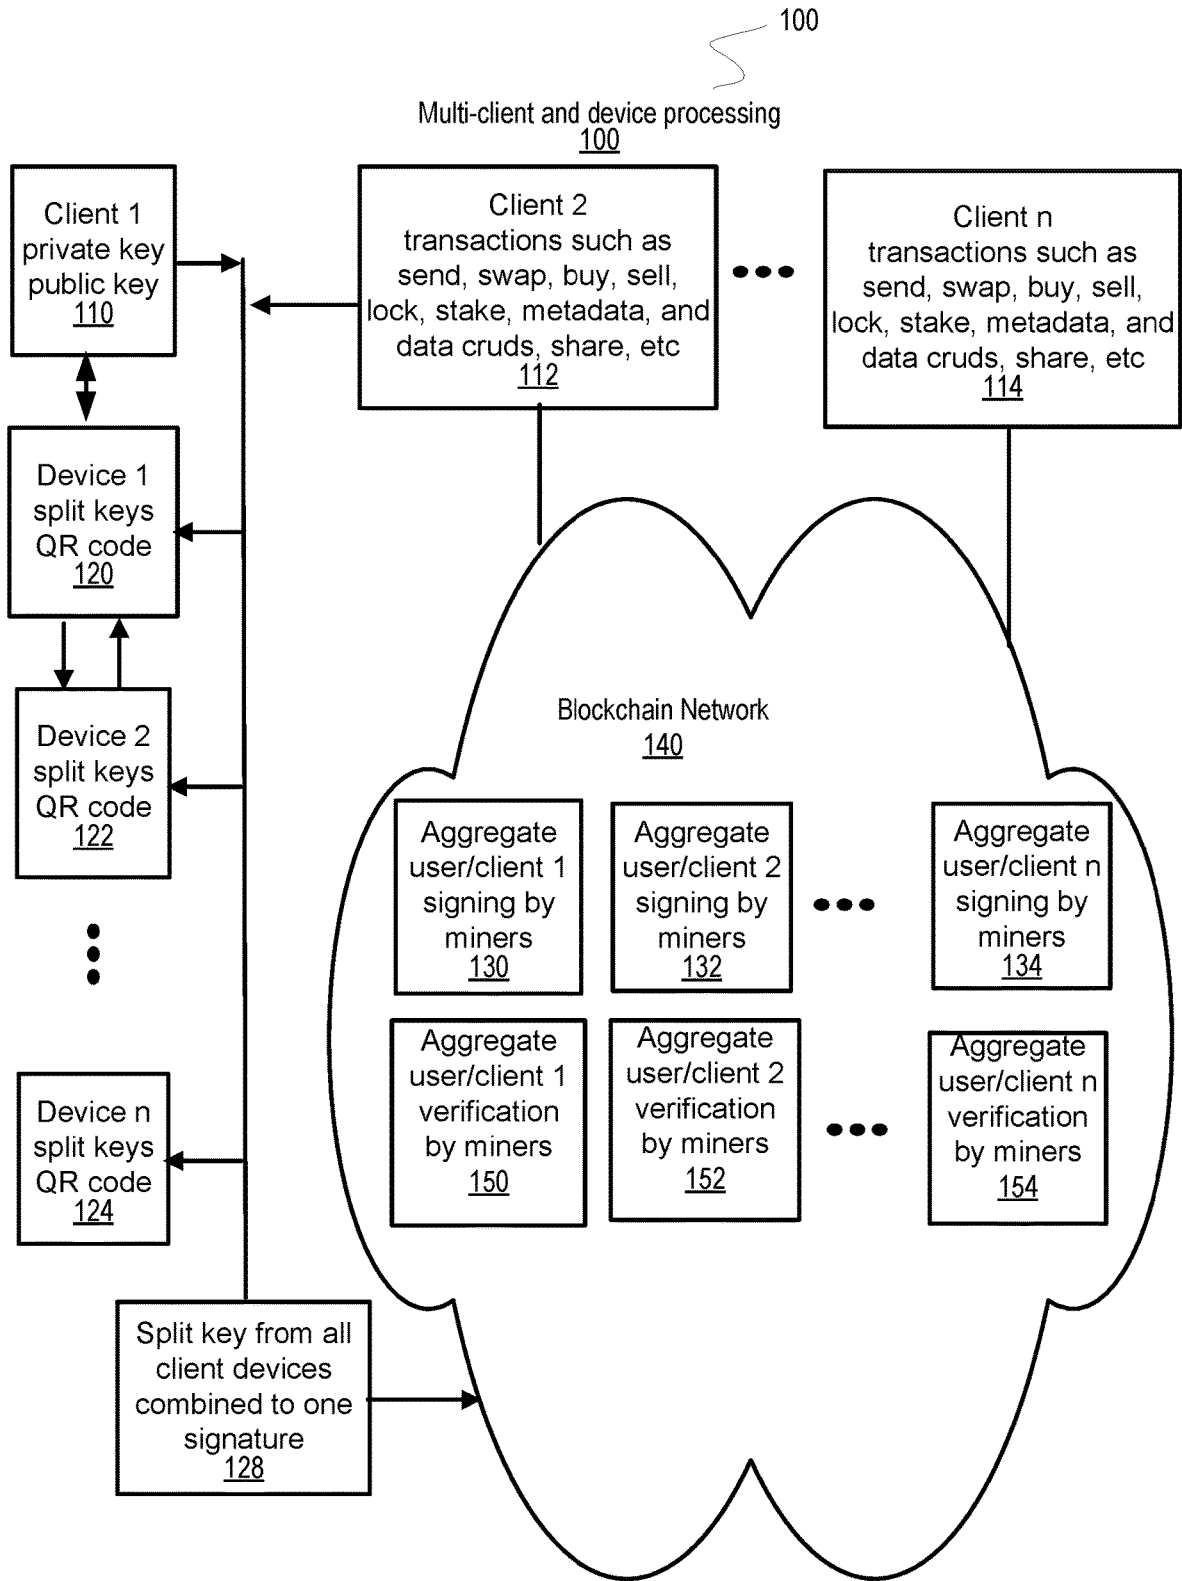 100
Multi-client and device processing
100
Client 1
private key
public key
110
Client 2
transactions such as
send, swap, buy, sell,
lock, stake, metadata, and
data cruds, share, etc
112
Client n
transactions such as
send, swap, buy, sell,
lock, stake, metadata, and
data cruds, share, etc
114
Device 1
split keys
QR code
120
Device 2
split keys
QR code
122
Device n
split keys
QR code
124
Split key from all
client devices
combined to one
signature
128
Blockchain Network
140
Aggregate
user/client 1
signing by
miners
130
Aggregate
user/client 2
signing by
miners
132
Aggregate
user/client n
signing by
miners
134
Aggregate
user/client 1
verification
by miners
150
Aggregate
user/client 2
verification
by miners
152
Aggregate
user/client n
verification
by miners
154